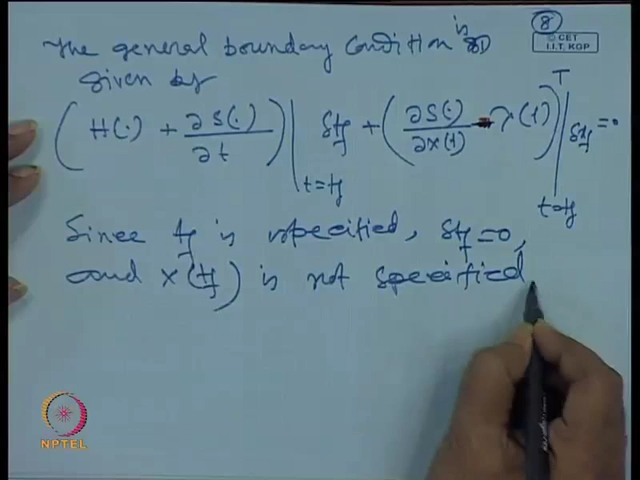 8
© CET
I.I.T. KGP
The general boundary condition is
given by
(H(·) + ∂S(·)/∂t)|t=tf δtf + (∂S(·)/∂x(t) - λ(t))ᵀ|t=tf δtf = 0
Since tf is specified, δtf = 0,
and x(tf) is not specified
NPTEL